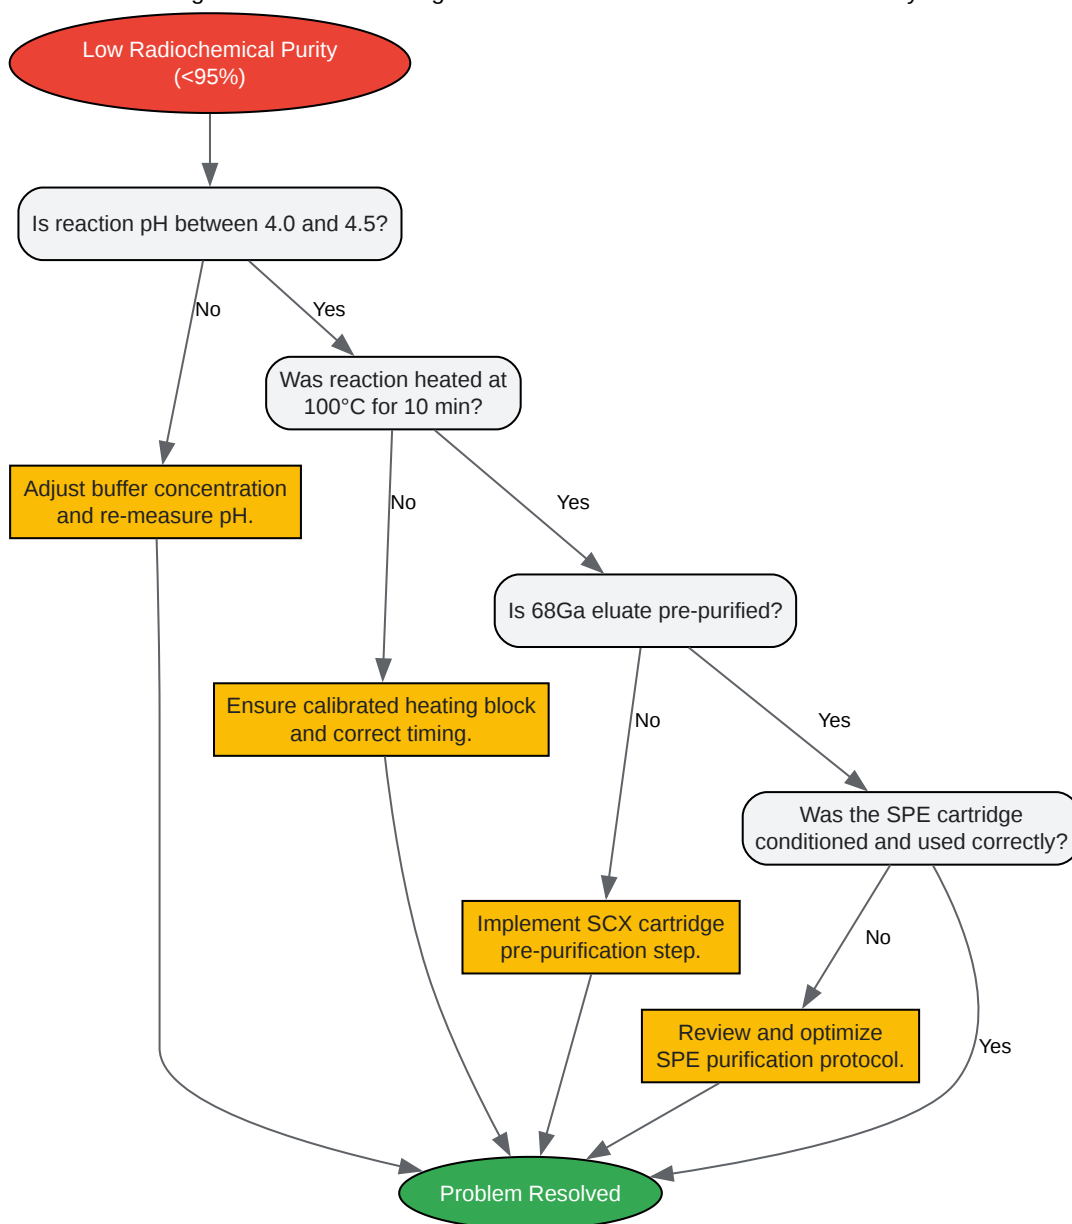 Low Radiochemical Purity
(<95%)
Is reaction pH between 4.0 and 4.5?
No
Yes
Was reaction heated at
100°C for 10 min?
Adjust buffer concentration
and re-measure pH.
No
Yes
Is 68Ga eluate pre-purified?
Ensure calibrated heating block
and correct timing.
No
Yes
Was the SPE cartridge
conditioned and used correctly?
Implement SCX cartridge
pre-purification step.
No
Review and optimize
SPE purification protocol.
Yes
Problem Resolved